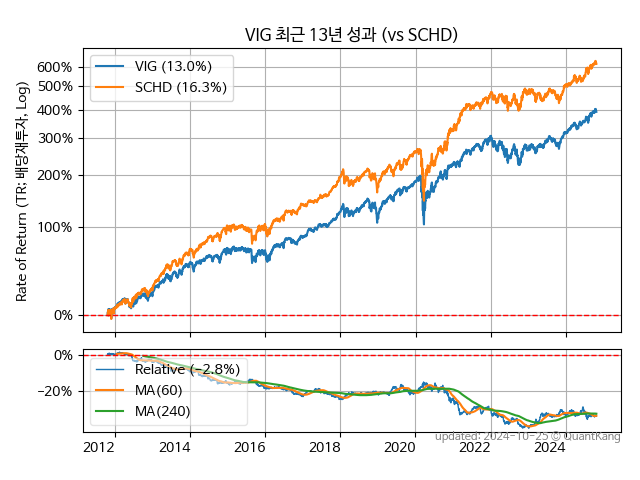 VIG 최근 13년 성과 (vs SCHD)
VIG (13.0%)
SCHD (16.3%)
600%
500%
400%
300%
200%
100%
0%
Rate of Return (TR; 배당재투자, Log)
0%
−20%
Relative (−2.8%)
MA(60)
MA(240)
2012 2014 2016 2018 2020 2022 2024
updated: 2024-10-25 © QuantKang